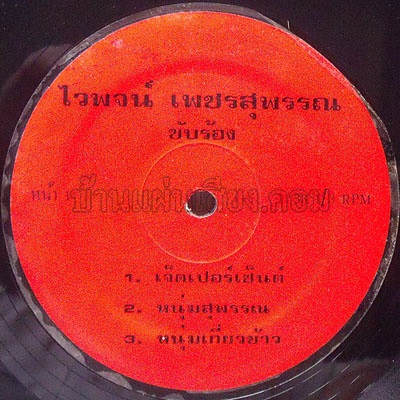 ไวพจน์ เพชรสุพรรณ
ขับร้อง
หน้า 1 RPM
บ้านแผ่นเสียง.คอม
1. เจ็ดเปอร์เซ็นต์
2. หนุ่มสุพรรณ
3. หนุ่มเกี่ยวข้าว